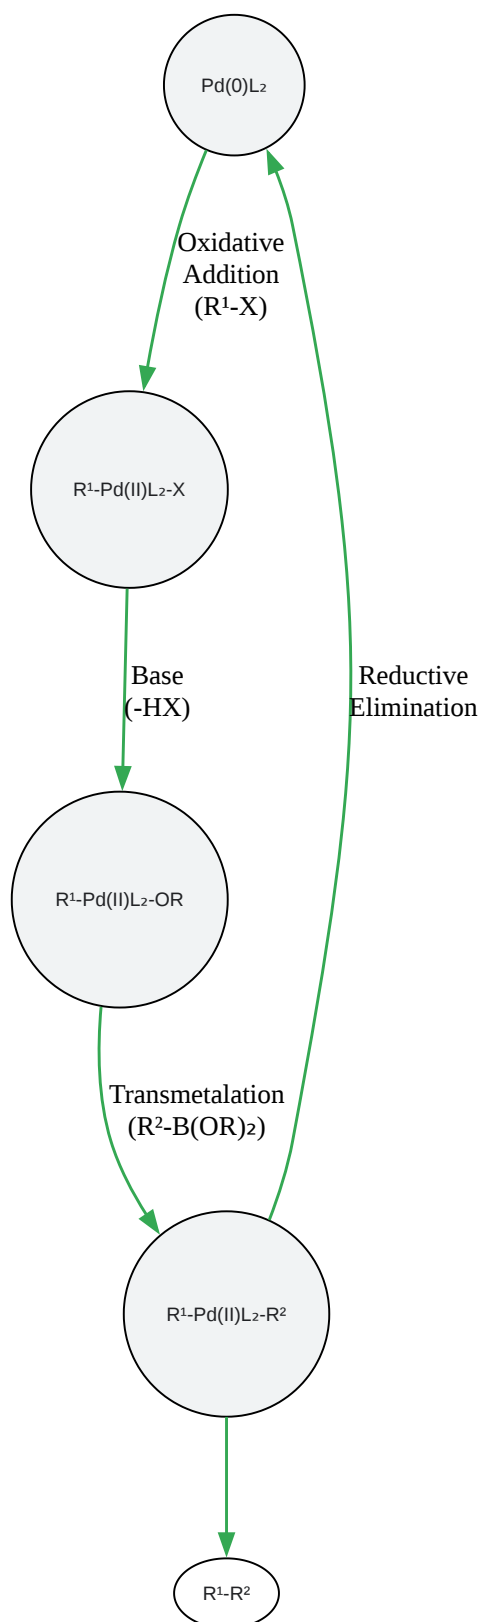 Pd(0)L₂
Oxidative
Addition
(R¹-X)
R¹-Pd(II)L₂-X
Base
(-HX)
Reductive
Elimination
R¹-Pd(II)L₂-OR
Transmetalation
(R²-B(OR)₂)
R¹-Pd(II)L₂-R²
R¹-R²